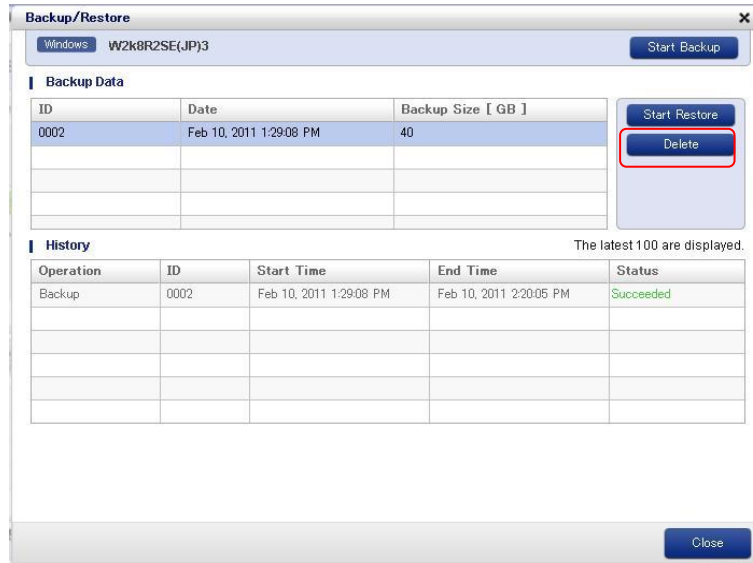 Backup/Restore x
Windows W2k8R2SE(JP)3 Start Backup
Backup Data
ID Date Backup Size [ GB ]
0002 Feb 10, 2011 1:29:08 PM 40
Start Restore
Delete
History The latest 100 are displayed.
Operation ID Start Time End Time Status
Backup 0002 Feb 10, 2011 1:29:08 PM Feb 10, 2011 2:20:05 PM Succeeded
Close